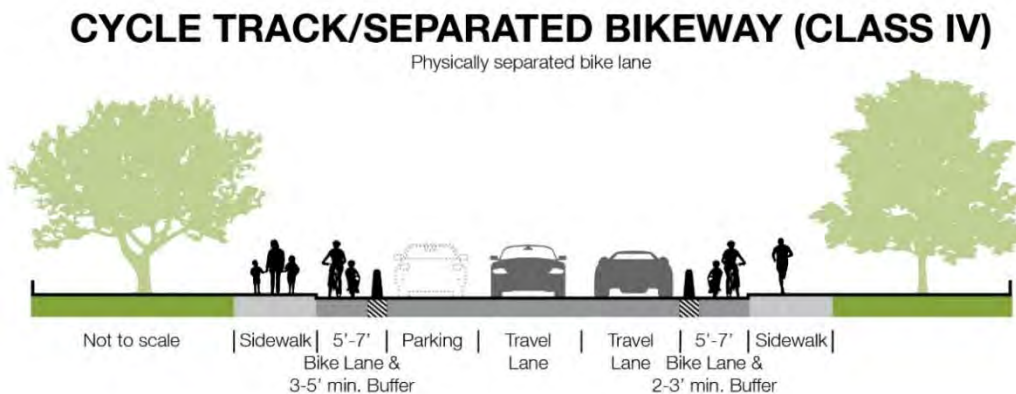 CYCLE TRACK/SEPARATED BIKEWAY (CLASS IV)
Physically separated bike lane
Not to scale
Sidewalk
5'-7'
Bike Lane &
3-5' min. Buffer
Parking
Travel
Lane
Travel
Lane
5'-7'
Bike Lane &
2-3' min. Buffer
Sidewalk